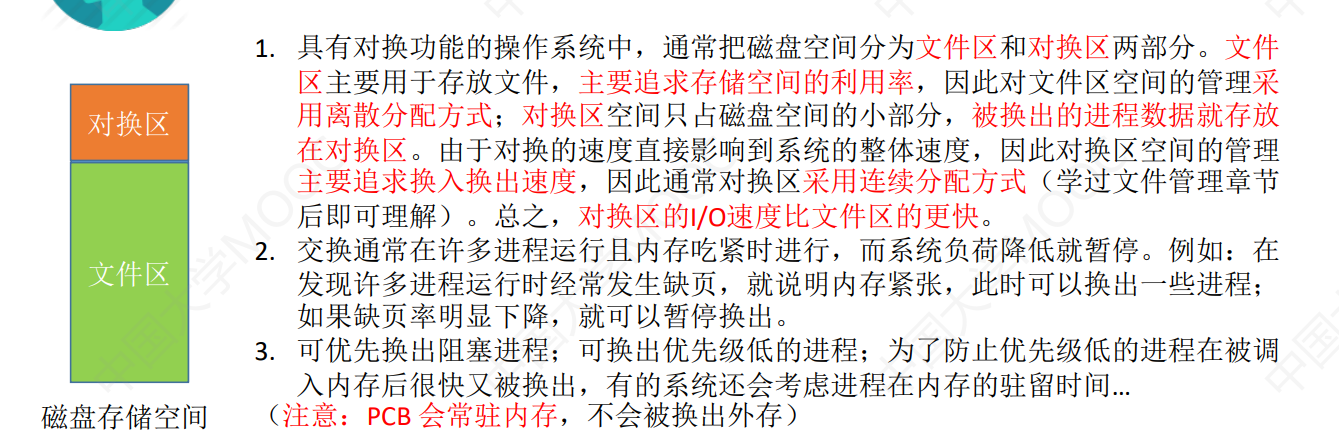 对换区
文件区
磁盘存储空间
1. 具有对换功能的操作系统中，通常把磁盘空间分为文件区和对换区两部分。文件
区主要用于存放文件，主要追求存储空间的利用率，因此对文件区空间的管理采
用离散分配方式；对换区空间只占磁盘空间的小部分，被换出的进程数据就存放
在对换区。由于对换的速度直接影响到系统的整体速度，因此对换区空间的管理
主要追求换入换出速度，因此通常对换区采用连续分配方式（学过文件管理章节
后即可理解）。总之，对换区的I/O速度比文件区的更快。
2. 交换通常在许多进程运行且内存吃紧时进行，而系统负荷降低就暂停。例如：在
发现许多进程运行时经常发生缺页，就说明内存紧张，此时可以换出一些进程；
如果缺页率明显下降，就可以暂停换出。
3. 可优先换出阻塞进程；可换出优先级低的进程；为了防止优先级低的进程在被调
入内存后很快又被换出，有的系统还会考虑进程在内存的驻留时间…
（注意：PCB 会常驻内存，不会被换出外存）
中国大学MOOC